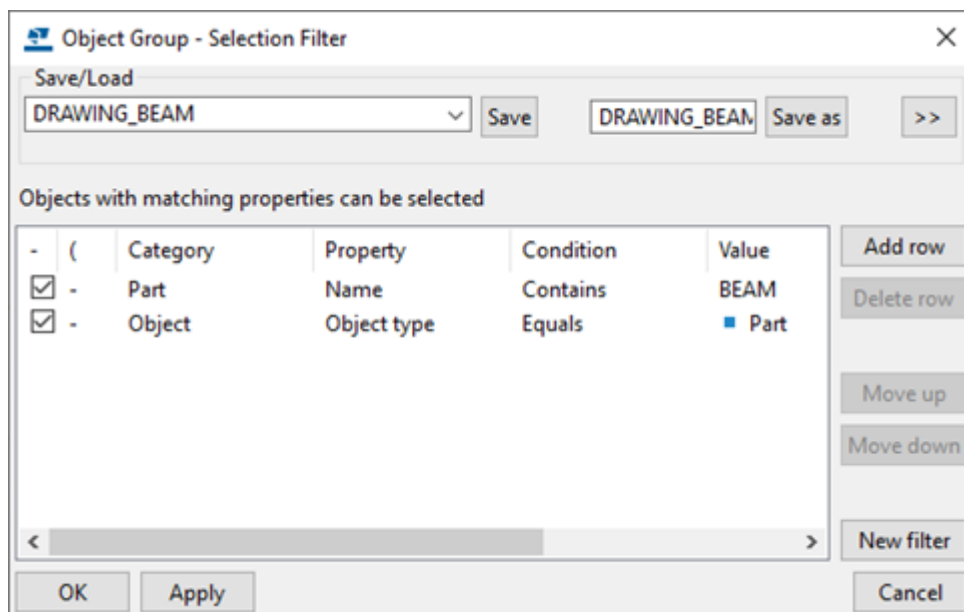 Object Group - Selection Filter
Save/Load
DRAWING_BEAM Save DRAWING_BEAM Save as >>
Objects with matching properties can be selected
- ( Category Property Condition Value Add row
- Part Name Contains BEAM Delete row
- Object Object type Equals Part
Move up
Move down
< > New filter
OK Apply Cancel